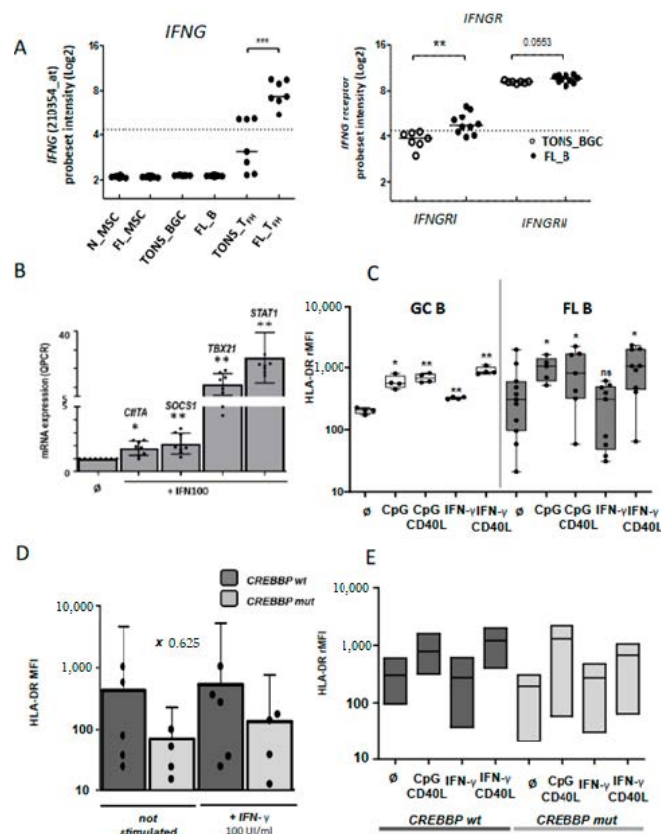 A
IFNG
***
IFNG (210354_at)
probeset intensity (Log2)
16
8
4
2
N_MSC
FL_MSC
TONS_BGC
FL_B
TONS_TFH
FL_TFH
IFNGR
**
0.0553
IFNG receptor
probeset intensity (Log2)
16
8
4
2
TONS_BGC
FL_B
IFNGRI
B
mRNA expression (QPCR)
40
5
0
CIITA
*
SOCS1
**
TBX21
**
STAT1
**
Ø
+ IFN100
C
HLA-DR rMFI
10,000
1,000
100
10
GC B
FL B
* ** ** **
* * ns *
ø
CpG
CpG
CD40L
IFN-γ
IFN-γ
CD40L
ø
CpG
CpG
CD40L
IFN-γ
IFN-γ
CD40L
D
CREBBP wt
CREBBP mut
HLA-DR MFI
10,000
1,000
100
10
x 0.625
not
stimulated
+ IFN-γ
100 UI/ml
E
HLA-DR rMFI
10,000
1,000
100
10
Ø
CpG
CD40L
IFN-γ
IFN-γ
CD40L
Ø
CpG
CD40L
IFN-γ
IFN-γ
CD40L
CREBBP wt
CREBBP mut